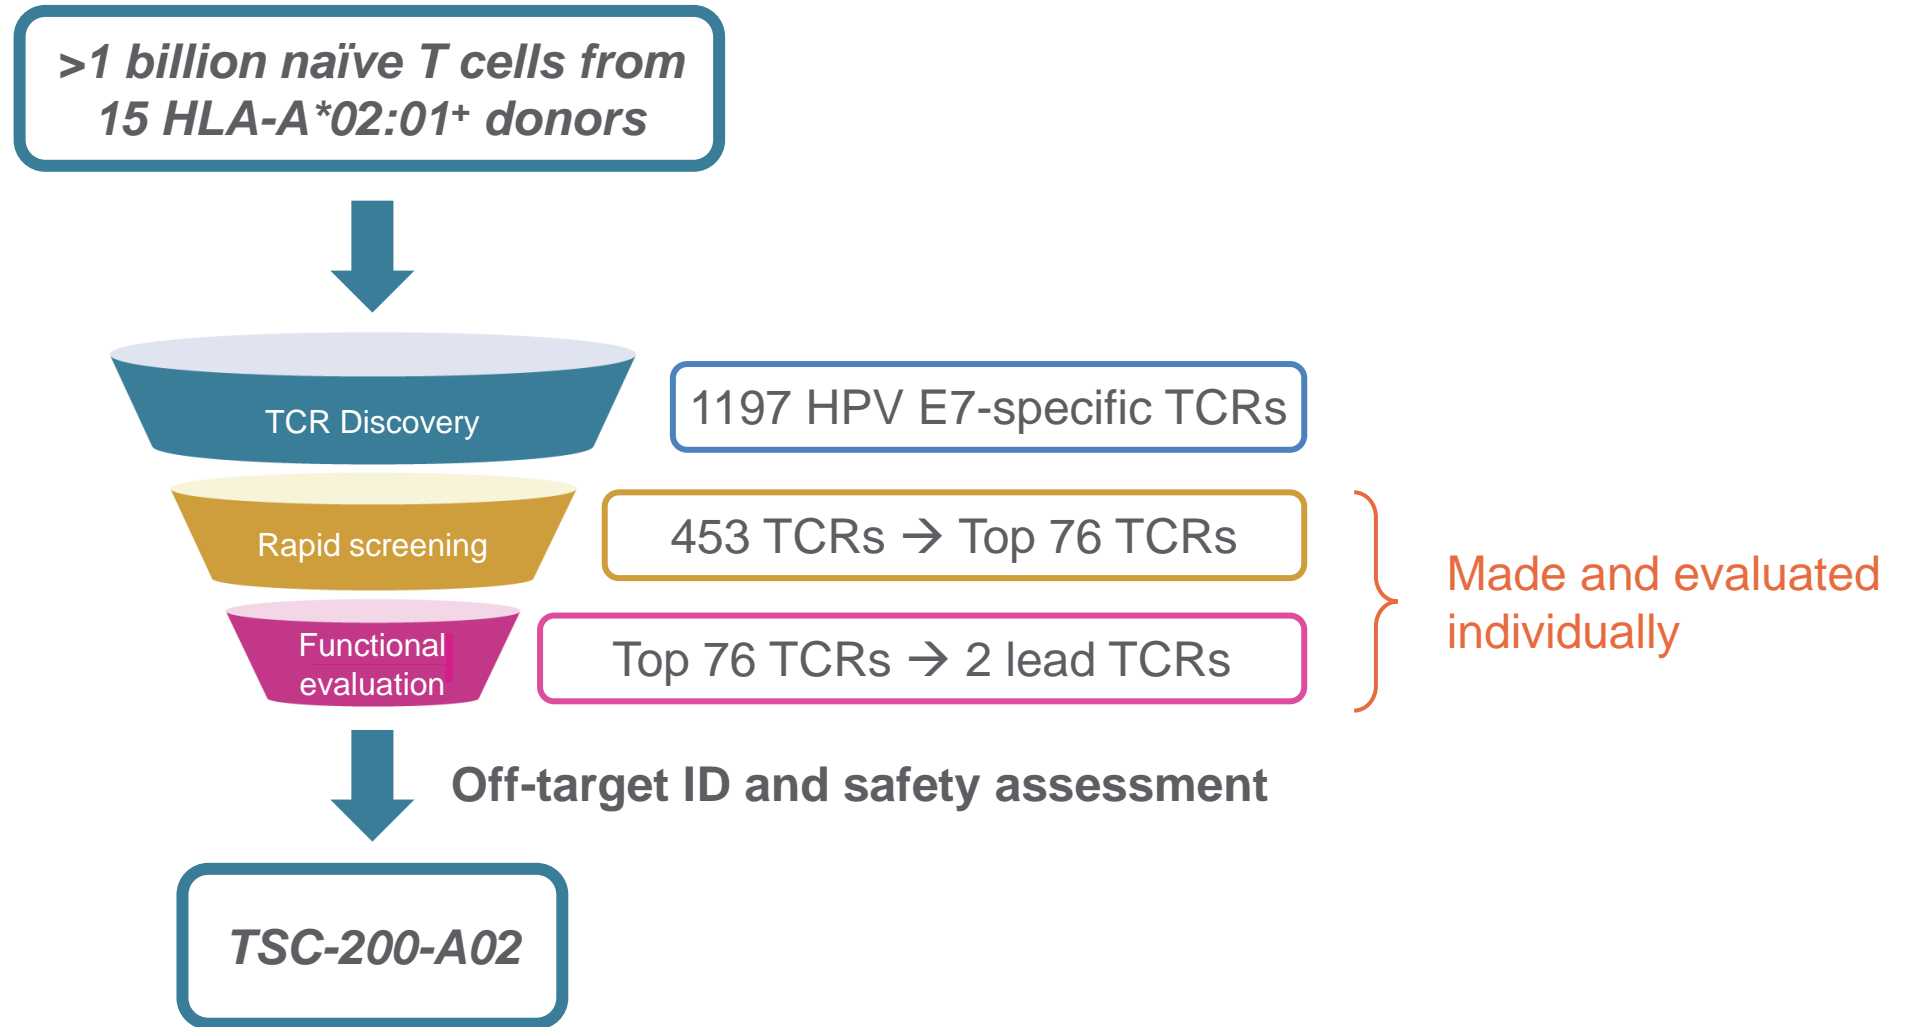 >1 billion naïve T cells from
15 HLA-A*02:01⁺ donors
TCR Discovery
1197 HPV E7-specific TCRs
Rapid screening
453 TCRs → Top 76 TCRs
Functional
evaluation
Top 76 TCRs → 2 lead TCRs
Made and evaluated
individually
Off-target ID and safety assessment
TSC-200-A02